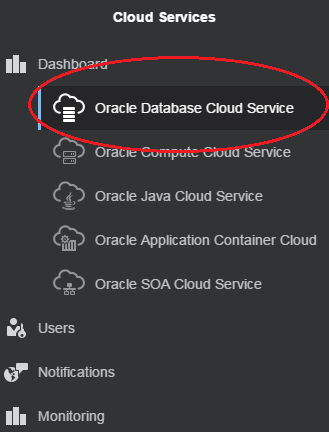 Cloud Services
Dashboard
Oracle Database Cloud Service
Oracle Compute Cloud Service
Oracle Java Cloud Service
Oracle Application Container Cloud
Oracle SOA Cloud Service
Users
Notifications
Monitoring